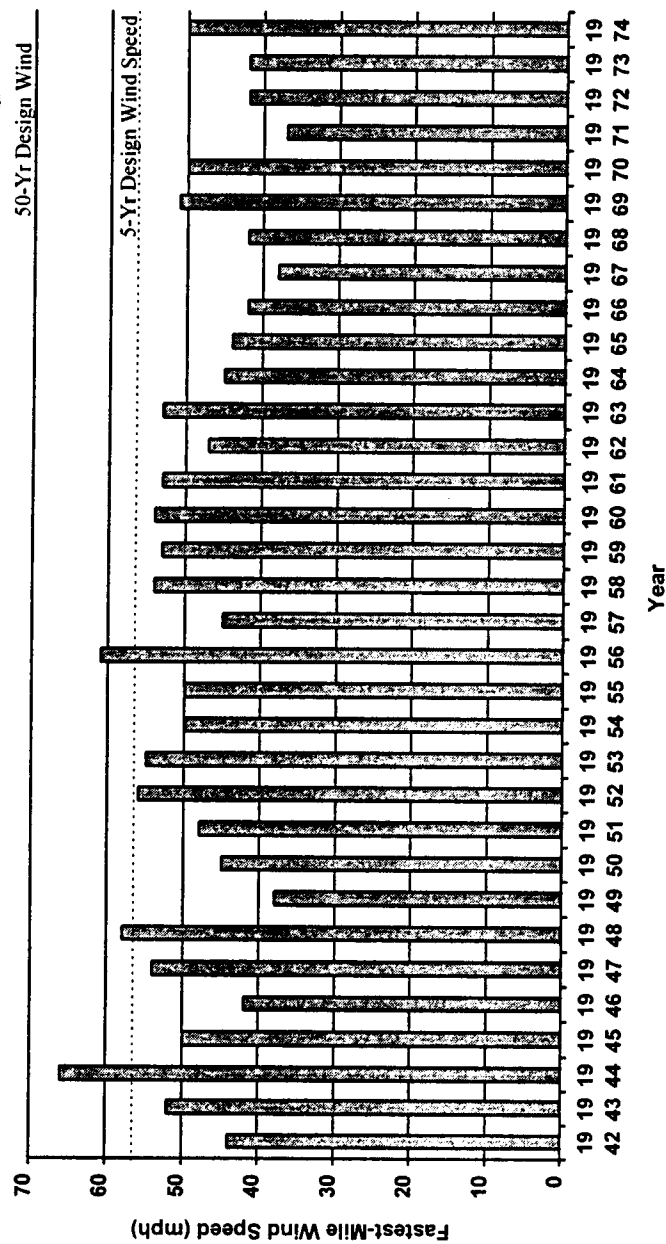 50-Yr Design Wind
5-Yr Design Wind Speed
Fastest-Mile Wind Speed (mph)
70
60
50
40
30
20
10
0
19 19 19 19 19 19 19 19 19 19 19 19 19 19 19 19 19 19 19 19 19 19 19 19 19 19 19 19 19 19 19 19 19
42 43 44 45 46 47 48 49 50 51 52 53 54 55 56 57 58 59 60 61 62 63 64 65 66 67 68 69 70 71 72 73 74
Year